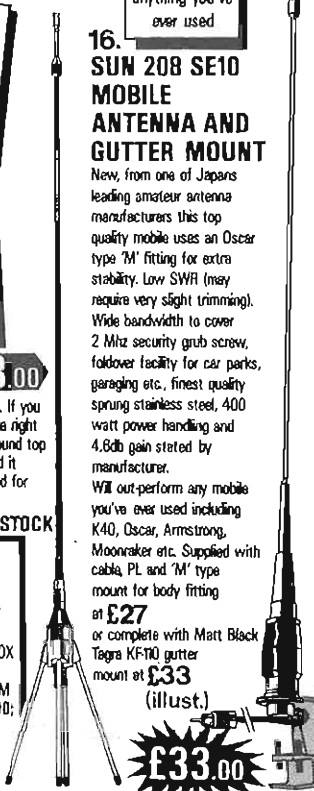 anything you've
ever used
16.
SUN 208 SE10
MOBILE
ANTENNA AND
GUTTER MOUNT
New, from one of Japans
leading amateur antenna
manufacturers this top
quality mobile uses an Oscar
type 'M' fitting for extra
stability. Low SWR (may
require very slight trimming).
Wide bandwidth to cover
2 Mhz security grub screw,
foldover facility for car parks,
garaging etc., finest quality
sprung stainless steel, 400
watt power handling and
4,6db gain stated by
manufacturer.
Will out-perform any mobile
you've ever used including
K40, Oscar, Armstrong,
Moonraker etc. Supplied with
cable, PL and 'M' type
mount for body fitting
at £27
or complete with Matt Black
Tagra KF-110 gutter
mount at £33
(illust.)
£33.00
.00
. If you
a right
ound top
d it
d for
STOCK
OX
M